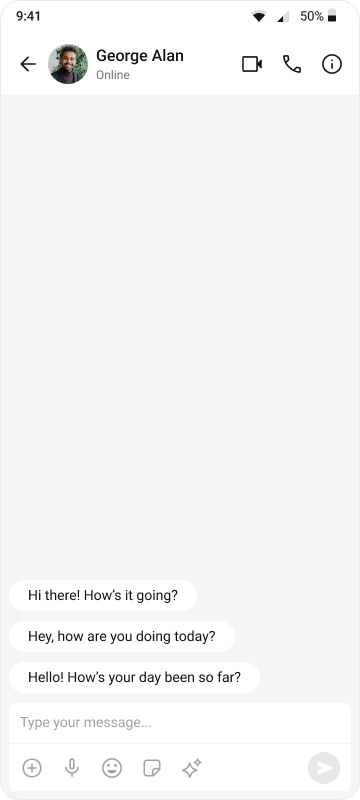 9:41
50%
George Alan
Online
Hi there! How’s it going?
Hey, how are you doing today?
Hello! How’s your day been so far?
Type your message...